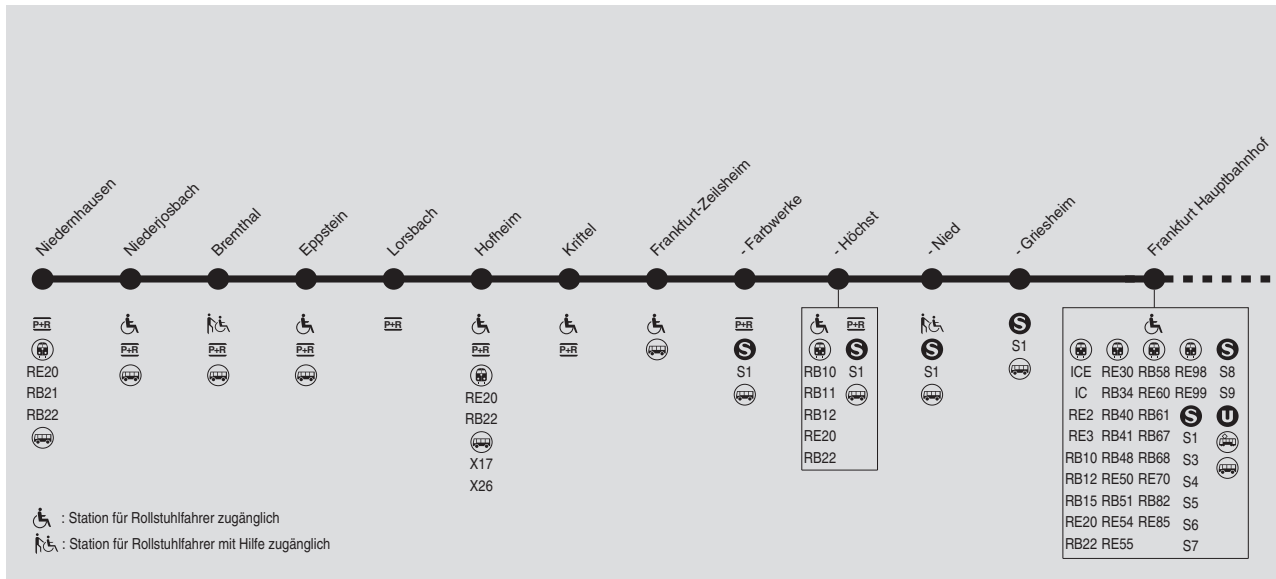 Niedernhausen
Niederjosbach
Bremthal
Eppstein
Lorsbach
Hofheim
Kriftel
Frankfurt-Zeilsheim
- Farbwerke
- Höchst
- Nied
- Griesheim
Frankfurt Hauptbahnhof
P+R
RE20
RB21
RB22
P+R
P+R
P+R
P+R
P+R
RE20
RB22
X17
X26
P+R
P+R
S
S1
P+R
S
RB10 S1
RB11
RB12
RE20
RB22
S
S1
S
S1
S
ICE RE30 RB58 RE98 S8
IC RB34 RE60 RE99 S9
RE2 RB40 RB61 S U
RE3 RB41 RB67 S1
RB10 RB48 RB68 S3
RB12 RE50 RE70 S4
RB15 RB51 RB82 S5
RE20 RE54 RE85 S6
RB22 RE55 S7
: Station für Rollstuhlfahrer zugänglich
: Station für Rollstuhlfahrer mit Hilfe zugänglich